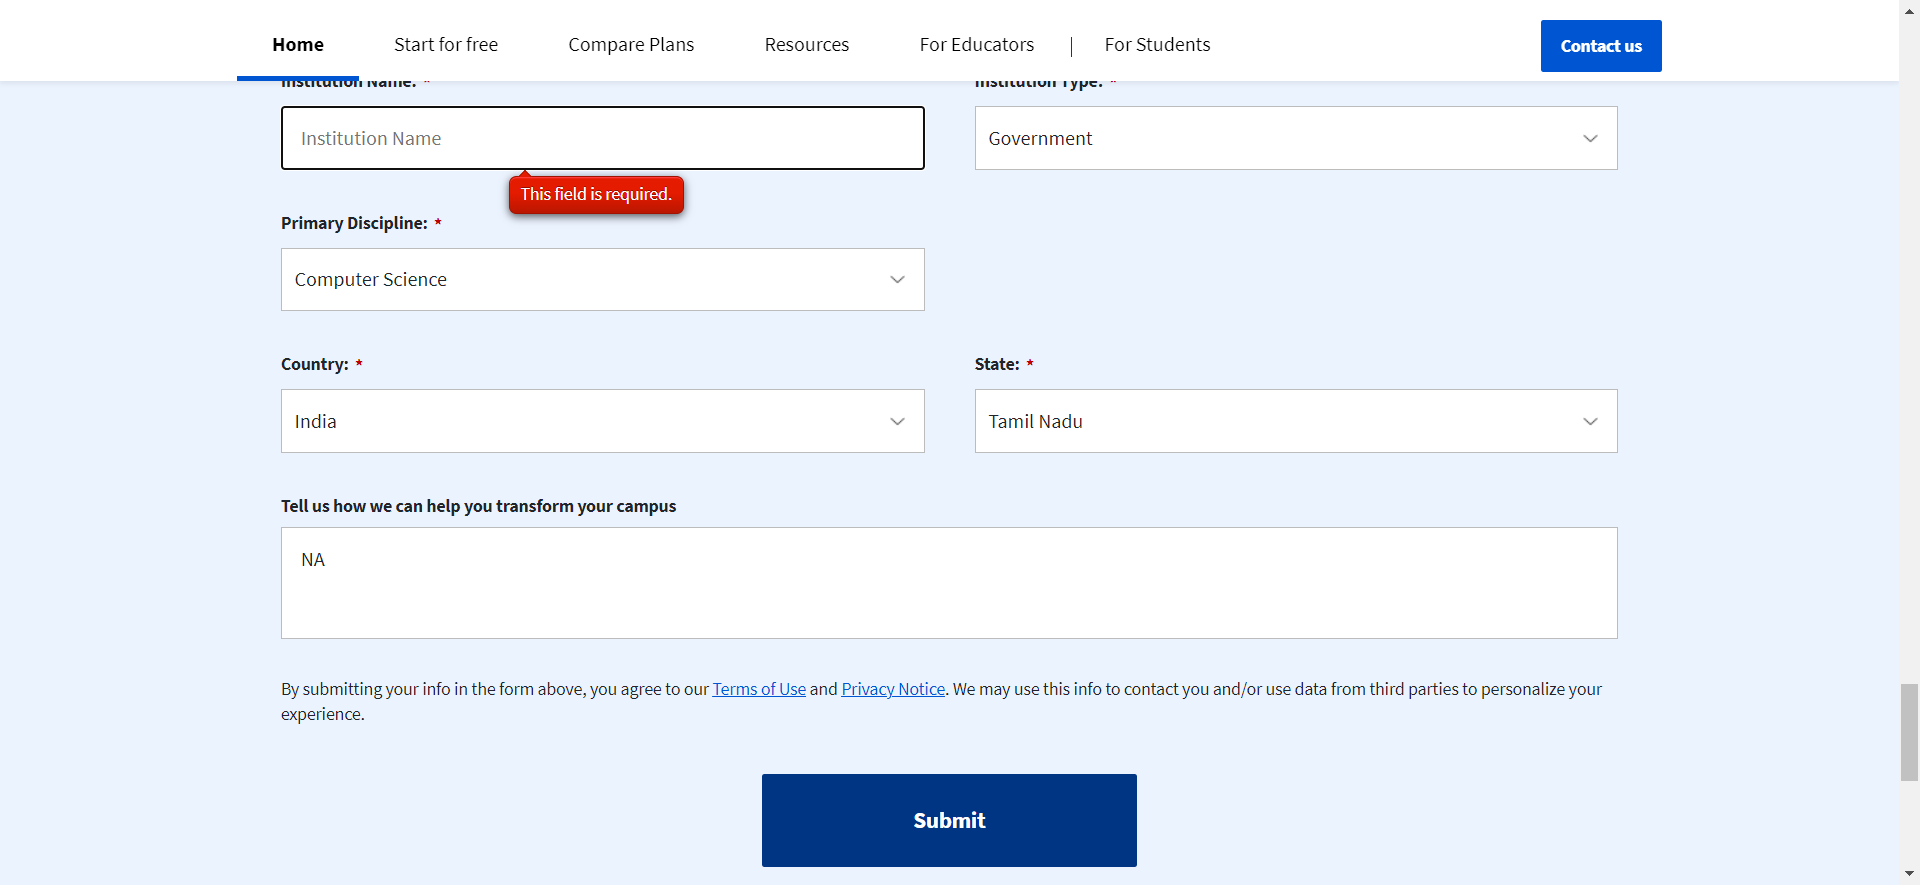 Home Start for free Compare Plans Resources For Educators | For Students Contact us
Institution Name: * Institution Type: *
Institution Name Government
This field is required.
Primary Discipline: *
Computer Science
Country: * State: *
India Tamil Nadu
Tell us how we can help you transform your campus
NA
By submitting your info in the form above, you agree to our Terms of Use and Privacy Notice. We may use this info to contact you and/or use data from third parties to personalize your
experience.
Submit